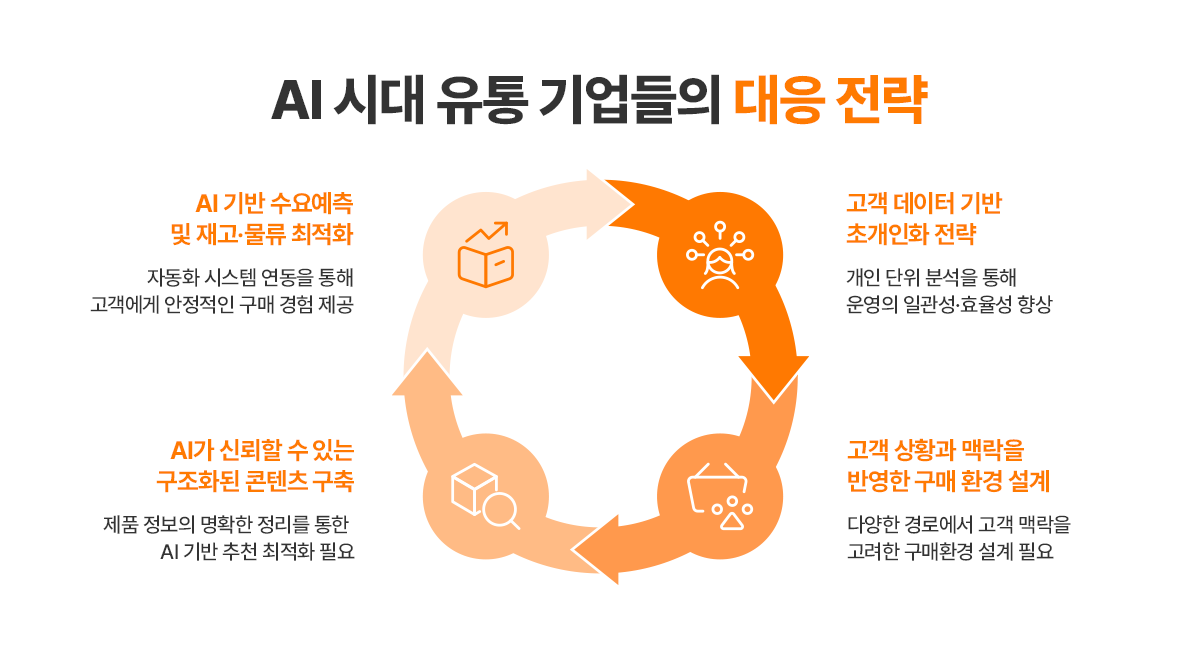 AI 시대 유통 기업들의 대응 전략
AI 기반 수요예측
및 재고·물류 최적화
자동화 시스템 연동을 통해
고객에게 안정적인 구매 경험 제공
고객 데이터 기반
초개인화 전략
개인 단위 분석을 통해
운영의 일관성·효율성 향상
AI가 신뢰할 수 있는
구조화된 콘텐츠 구축
제품 정보의 명확한 정리를 통한
AI 기반 추천 최적화 필요
고객 상황과 맥락을
반영한 구매 환경 설계
다양한 경로에서 고객 맥락을
고려한 구매환경 설계 필요